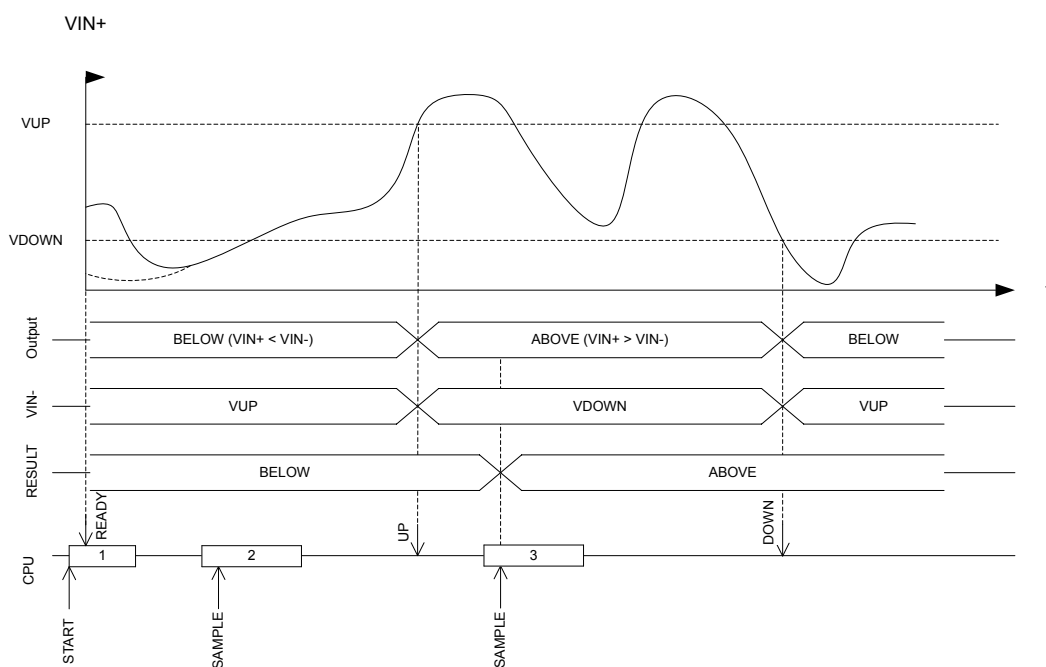 VIN+
VUP
VDOWN
t
Output
BELOW (VIN+ < VIN-)
ABOVE (VIN+ > VIN-)
BELOW
VIN-
VUP
VDOWN
VUP
RESULT
BELOW
ABOVE
READY
UP
DOWN
CPU
1
2
3
START
SAMPLE
SAMPLE